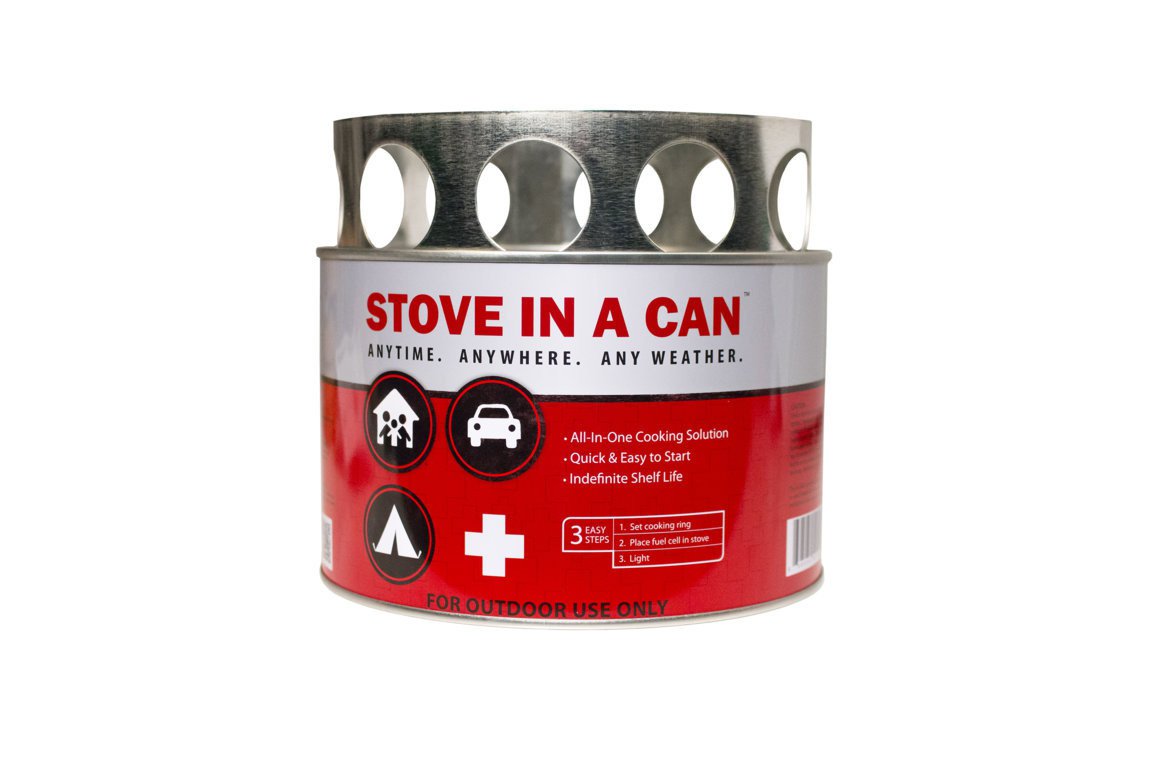 STOVE IN A CAN™
ANYTIME. ANYWHERE. ANY WEATHER.
• All-In-One Cooking Solution
• Quick & Easy to Start
• Indefinite Shelf Life
3 EASY STEPS
1. Set cooking ring
2. Place fuel cell in stove
3. Light
FOR OUTDOOR USE ONLY